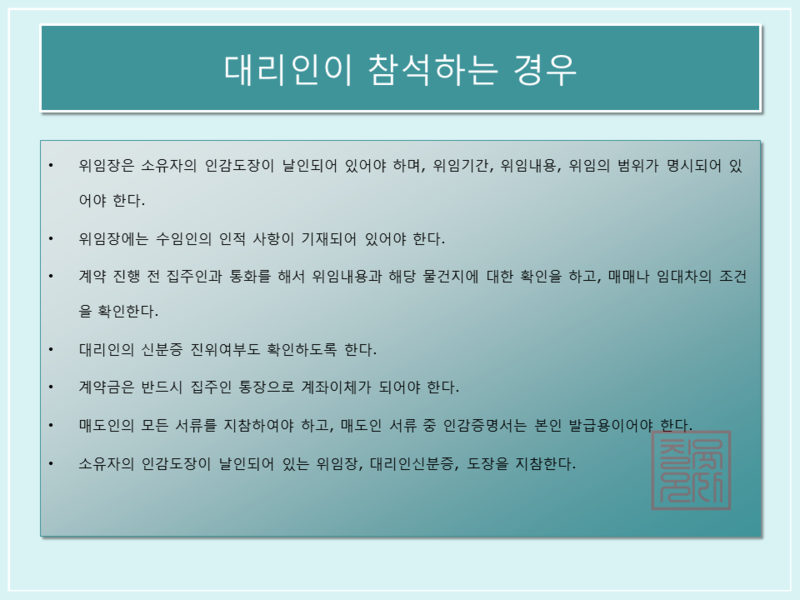 대리인이 참석하는 경우
• 위임장은 소유자의 인감도장이 날인되어 있어야 하며, 위임기간, 위임내용, 위임의 범위가 명시되어 있
어야 한다.
• 위임장에는 수임인의 인적 사항이 기재되어 있어야 한다.
• 계약 진행 전 집주인과 통화를 해서 위임내용과 해당 물건지에 대한 확인을 하고, 매매나 임대차의 조건
을 확인한다.
• 대리인의 신분증 진위여부도 확인하도록 한다.
• 계약금은 반드시 집주인 통장으로 계좌이체가 되어야 한다.
• 매도인의 모든 서류를 지참하여야 하고, 매도인 서류 중 인감증명서는 본인 발급용이어야 한다.
• 소유자의 인감도장이 날인되어 있는 위임장, 대리인신분증, 도장을 지참한다.